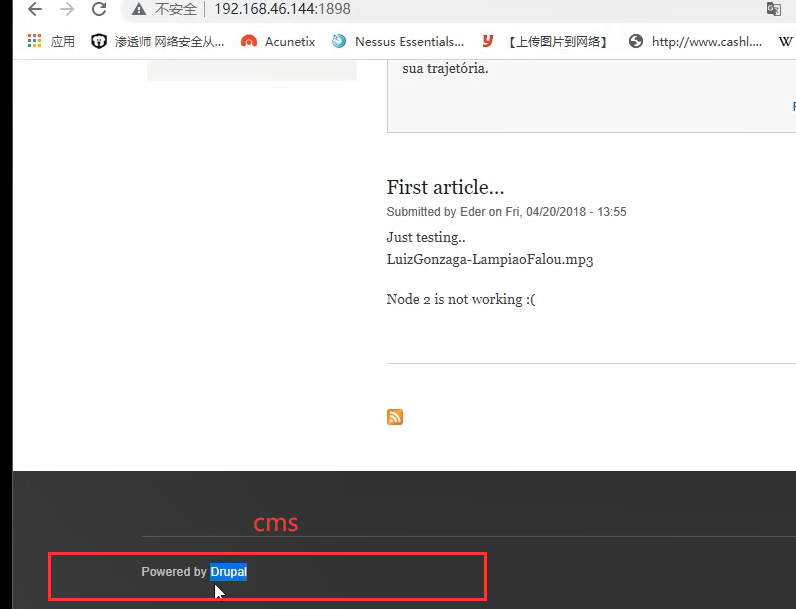 不安全 | 192.168.46.144:1898
应用 渗透师 网络安全从... Acunetix Nessus Essentials... 【上传图片到网络】 http://www.cashl.... W
sua trajetória.
First article...
Submitted by Eder on Fri, 04/20/2018 - 13:55
Just testing..
LuizGonzaga-LampiaoFalou.mp3
Node 2 is not working :(
cms
Powered by Drupal